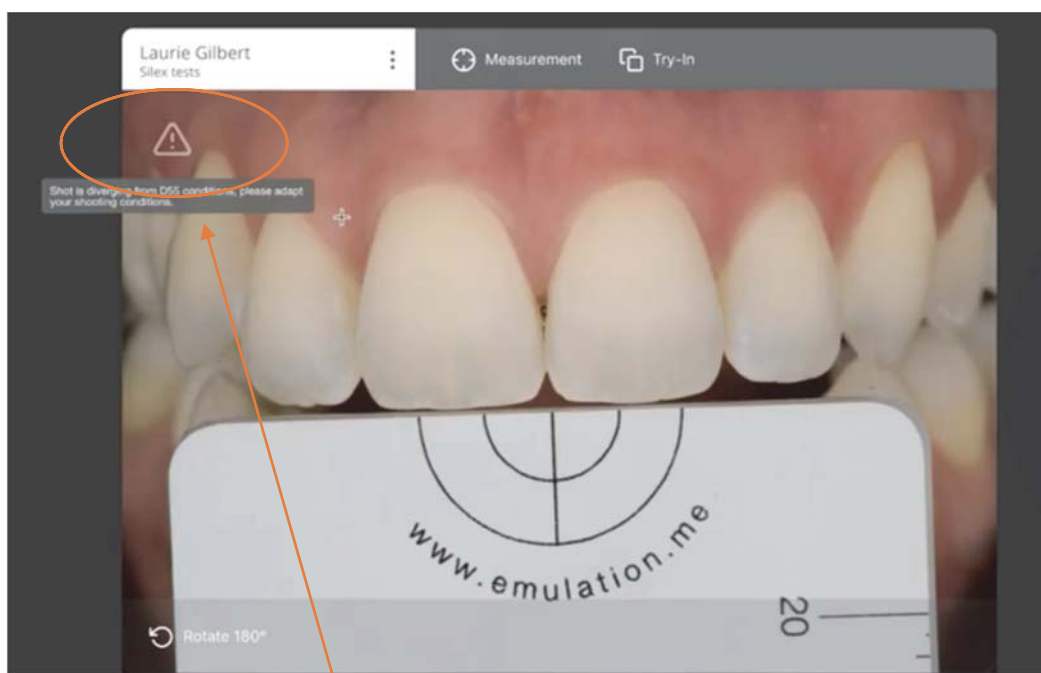 Laurie Gilbert
Silex tests
Measurement
Try-In
Shot is diverging from D55 conditions, please adapt
your shooting conditions.
www.emulation.me
20
Rotate 180°